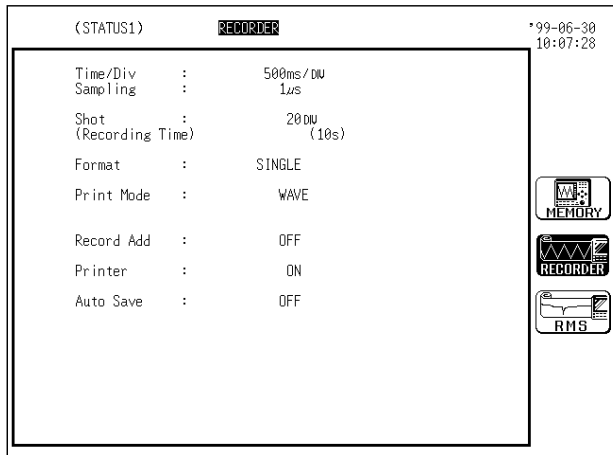 (STATUS1) RECORDER '99-06-30
10:07:28
Time/Div : 500ms/DIV
Sampling : 1µs
Shot : 20DIV
(Recording Time) (10s)
Format : SINGLE
Print Mode : WAVE
Record Add : OFF
Printer : ON
Auto Save : OFF
MEMORY
RECORDER
RMS